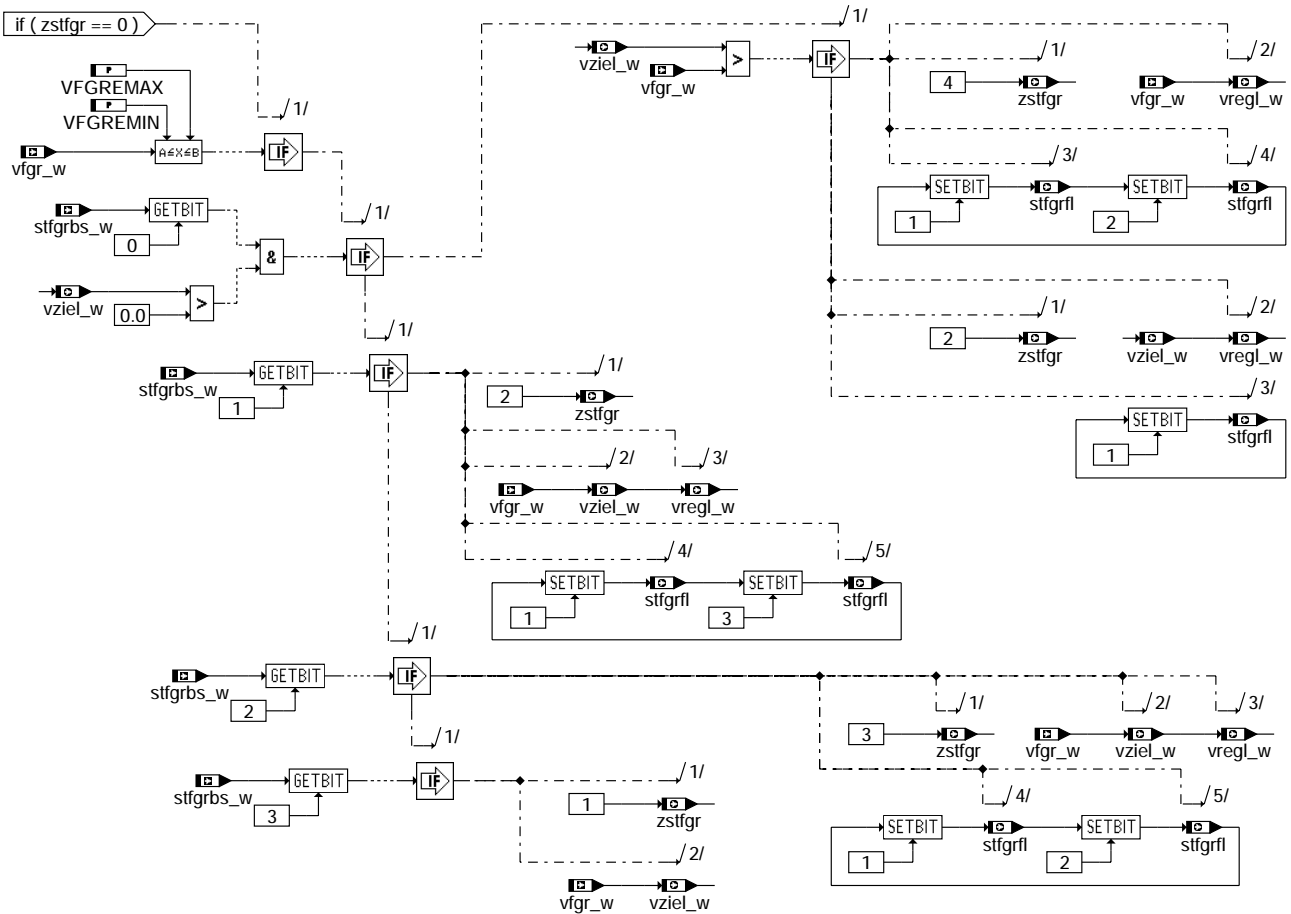 if ( zstfgr == 0 )
1/
VFGREMAX
P
VFGREMIN
P
1/
vfgr_w
A≤X≤B
IF
1/
stfgrbs_w
GETBIT
0
&
IF
vziel_w
0.0
>
1/
vziel_w
vfgr_w
>
IF
1/
4
zstfgr
2/
vfgr_w
vregl_w
3/
4/
SETBIT
1
stfgrfl
SETBIT
2
stfgrfl
1/
2
zstfgr
2/
vziel_w
vregl_w
3/
SETBIT
1
stfgrfl
1/
stfgrbs_w
GETBIT
1
IF
1/
2
zstfgr
2/
3/
vfgr_w
vziel_w
vregl_w
4/
5/
SETBIT
1
stfgrfl
SETBIT
3
stfgrfl
1/
stfgrbs_w
GETBIT
2
IF
1/
3
zstfgr
2/
3/
vfgr_w
vziel_w
vregl_w
4/
5/
SETBIT
1
stfgrfl
SETBIT
2
stfgrfl
1/
stfgrbs_w
GETBIT
3
IF
1/
1
zstfgr
2/
vfgr_w
vziel_w